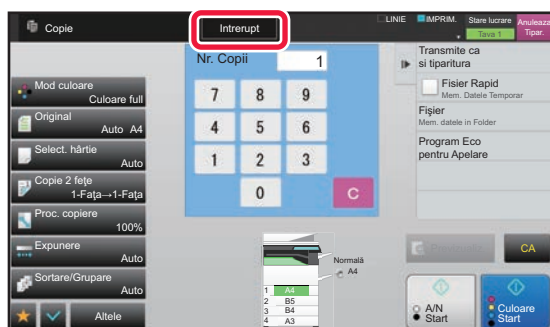 Copie
Intrerupt
LINIE
IMPRIM.
Stare lucrare
Tava 1
Anuleaza
Tipar.
Nr. Copii
1
7
8
9
4
5
6
1
2
3
0
C
Mod culoare
Culoare full
Original
Auto A4
Select. hârtie
Auto
Copie 2 feţe
1-Faţa→1-Faţa
Proc. copiere
100%
Expunere
Auto
Sortare/Grupare
Auto
Altele
Transmite ca
si tiparitura
Fisier Rapid
Mem. Datele Temporar
Fişier
Mem. datele in Folder
Program Eco
pentru Apelare
Normală
A4
1 A4
2 B5
3 B4
4 A3
CA
A/N
Start
Culoare
Start